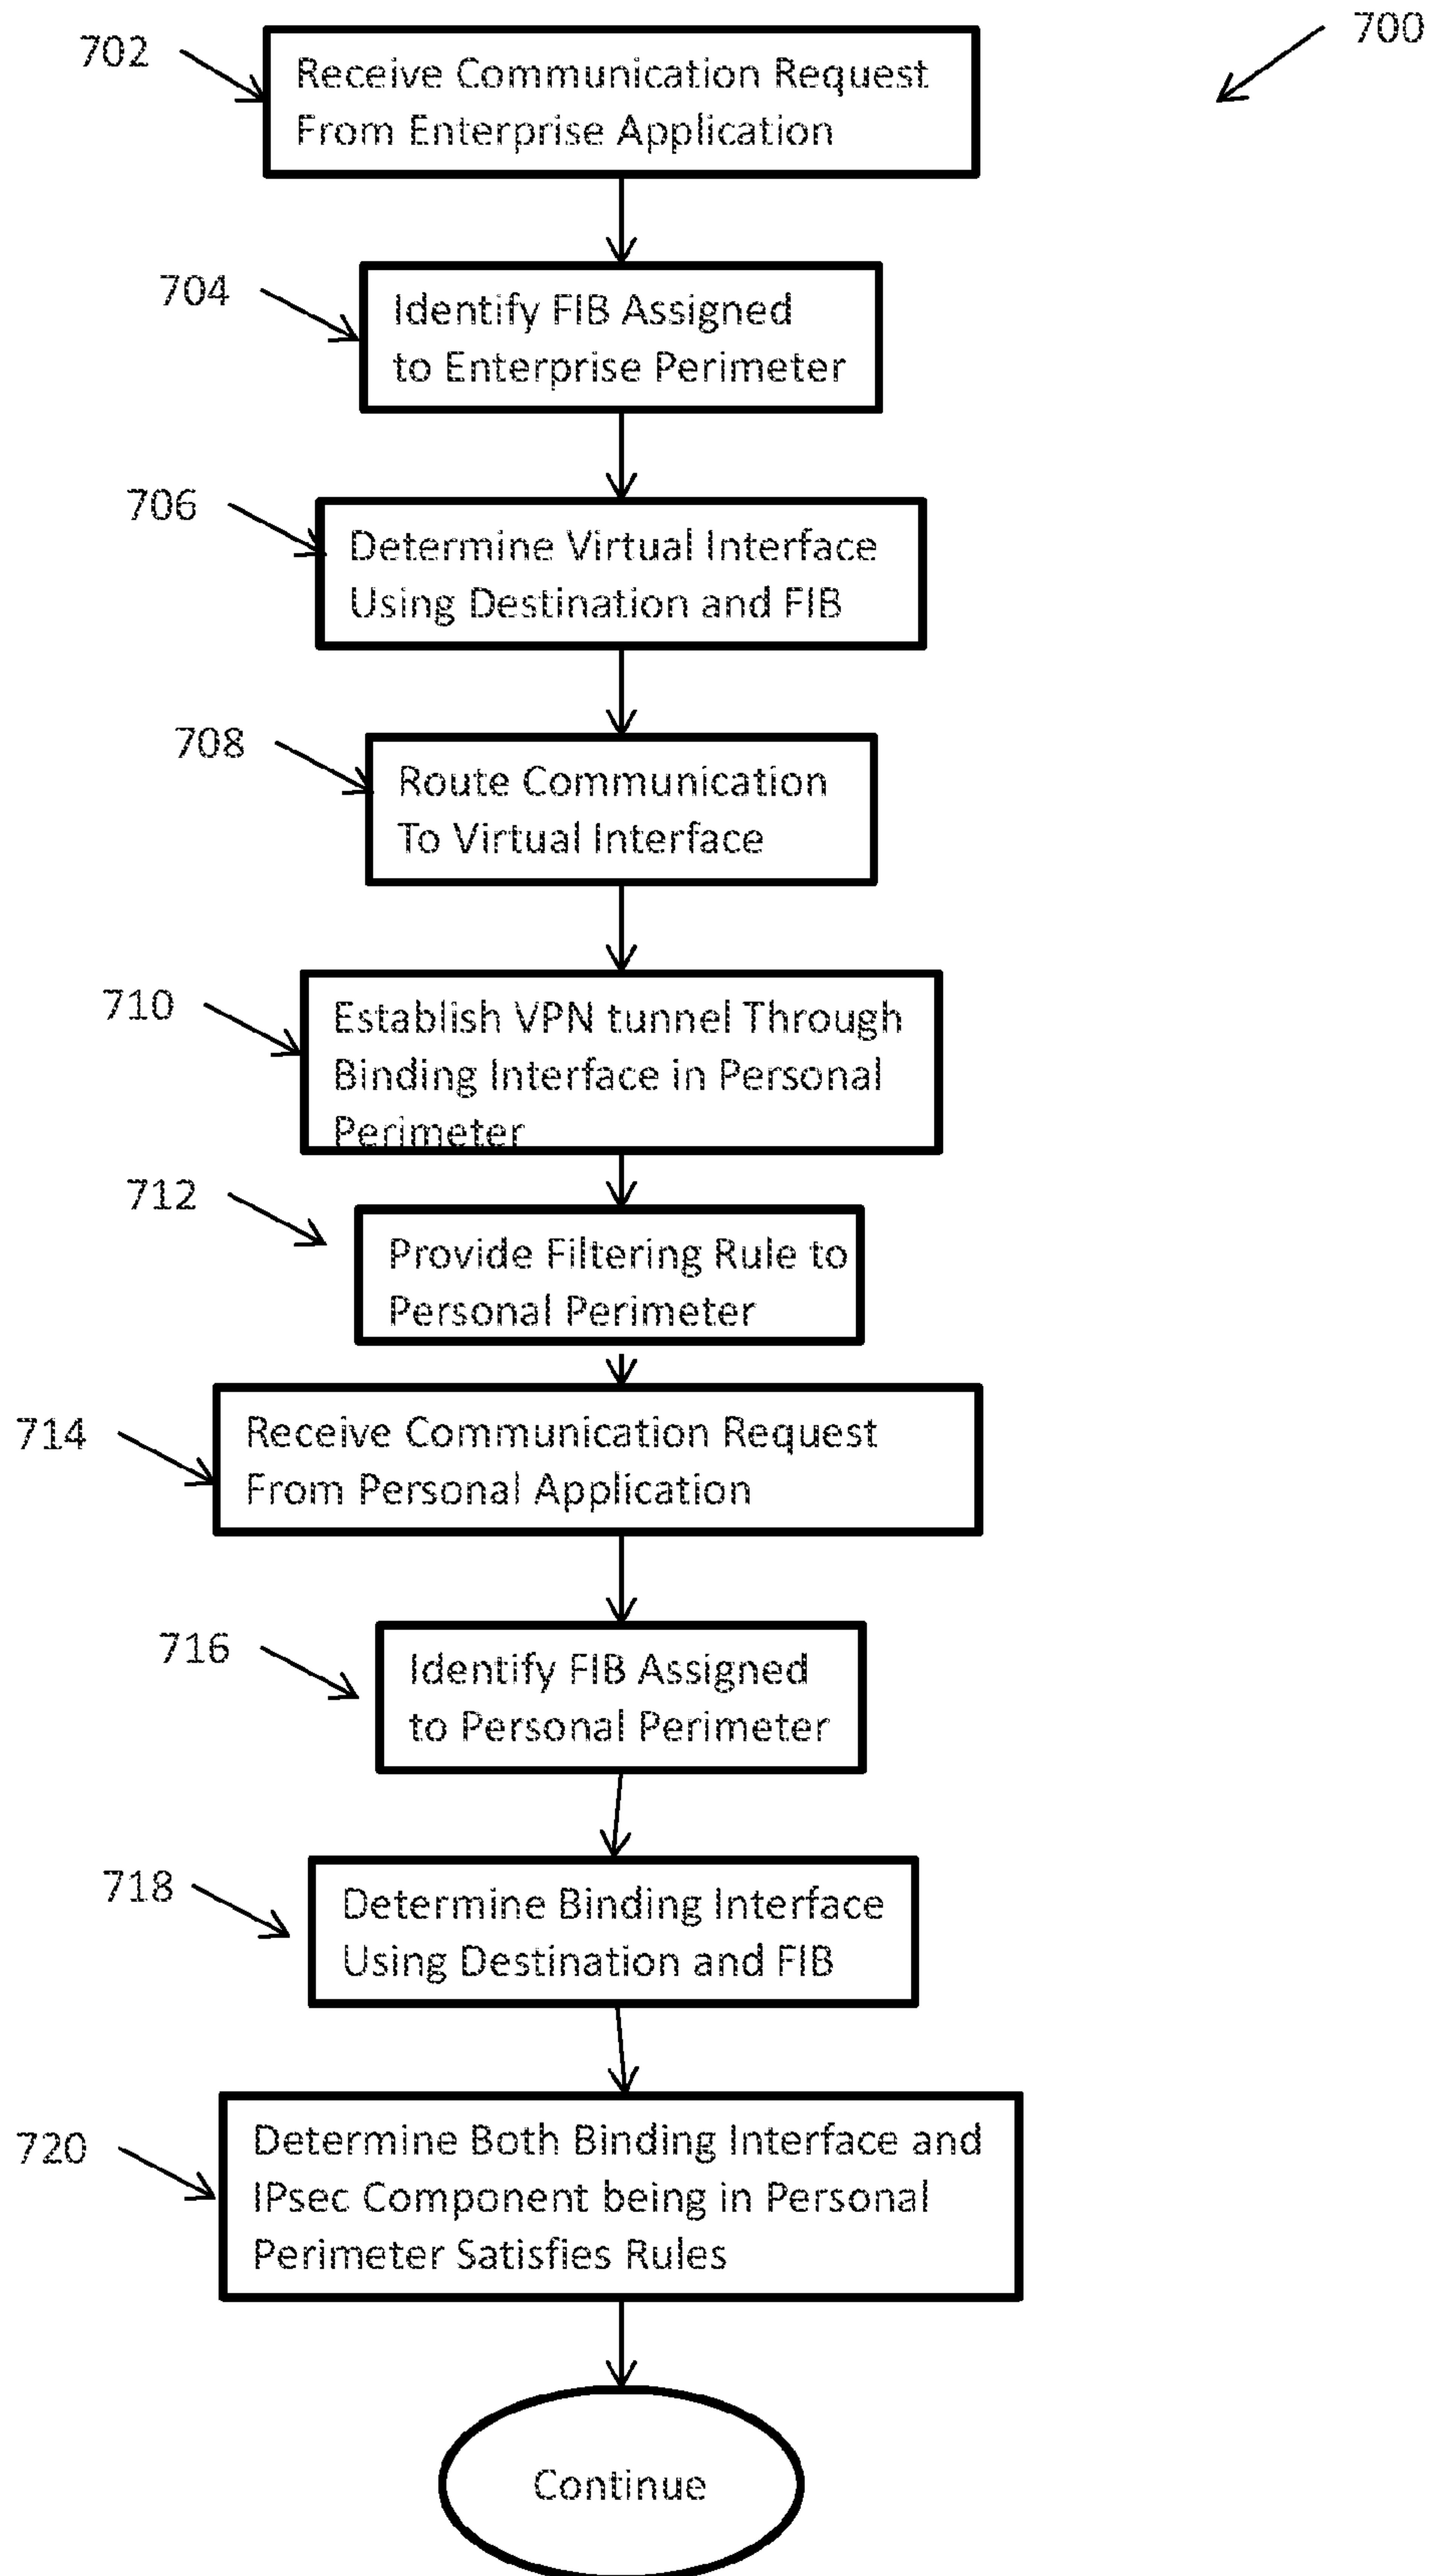 700
702
Receive Communication Request
From Enterprise Application
704
Identify FIB Assigned
to Enterprise Perimeter
706
Determine Virtual Interface
Using Destination and FIB
708
Route Communication
To Virtual Interface
710
Establish VPN tunnel Through
Binding Interface in Personal
Perimeter
712
Provide Filtering Rule to
Personal Perimeter
714
Receive Communication Request
From Personal Application
716
Identify FIB Assigned
to Personal Perimeter
718
Determine Binding Interface
Using Destination and FIB
720
Determine Both Binding Interface and
IPsec Component being in Personal
Perimeter Satisfies Rules
Continue